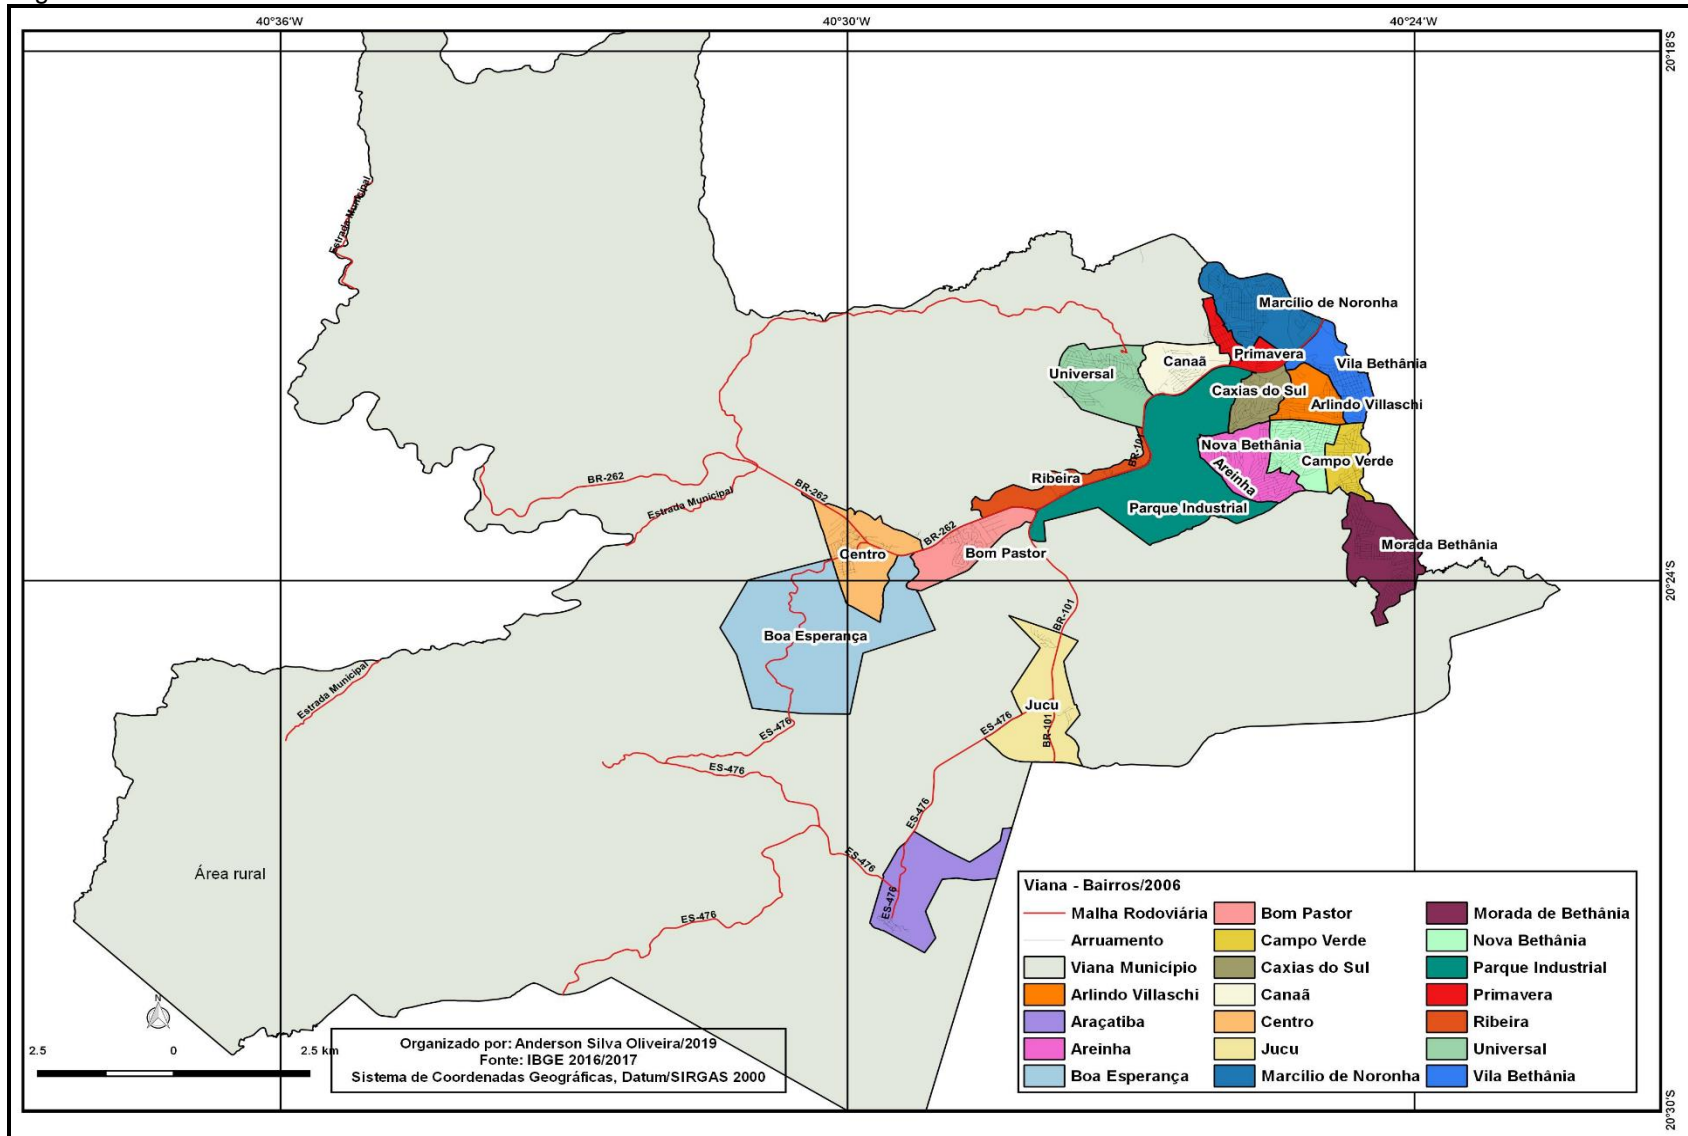 40°36'W
40°30'W
40°24'W
20°18'S
Estrada Municipal
Marcílio de Noronha
Primavera
Canaã
Vila Bethânia
Universal
Caxias do Sul
Arlindo Villaschi
BR-101
Nova Bethânia
Campo Verde
Areinha
Ribeira
BR-262
BR-262
Estrada Municipal
Parque Industrial
BR-262
Centro
Bom Pastor
Morada Bethânia
20°24'S
BR-101
Boa Esperança
Estrada Municipal
Jucu
ES-476
ES-476
BR-101
ES-476
ES-476
ES-476
Área rural
ES-476
ES-476
Viana - Bairros/2006
Malha Rodoviária
Arruamento
Viana Município
Arlindo Villaschi
Araçatiba
Areinha
Boa Esperança
Bom Pastor
Campo Verde
Caxias do Sul
Canaã
Centro
Jucu
Marcílio de Noronha
Morada de Bethânia
Nova Bethânia
Parque Industrial
Primavera
Ribeira
Universal
Vila Bethânia
N
2.5 0 2.5 km
Organizado por: Anderson Silva Oliveira/2019
Fonte: IBGE 2016/2017
Sistema de Coordenadas Geográficas, Datum/SIRGAS 2000
20°30'S